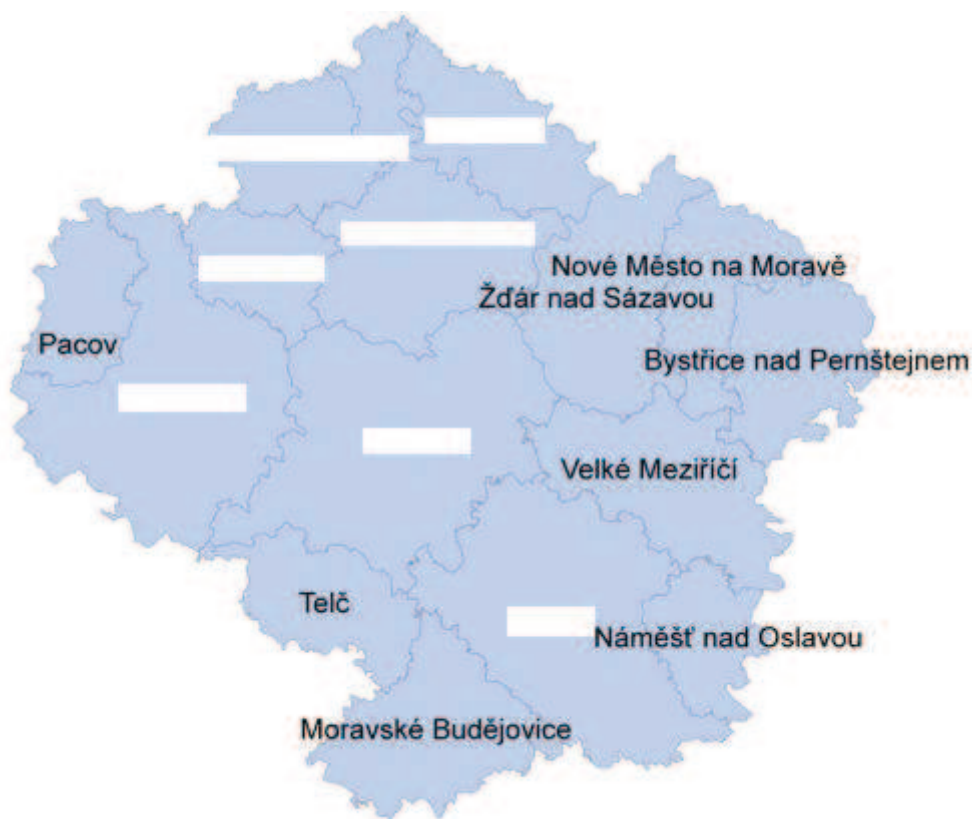 Nové Město na Moravě
Žďár nad Sázavou
Pacov
Bystřice nad Pernštejnem
Velké Meziříčí
Telč
Náměšť nad Oslavou
Moravské Budějovice